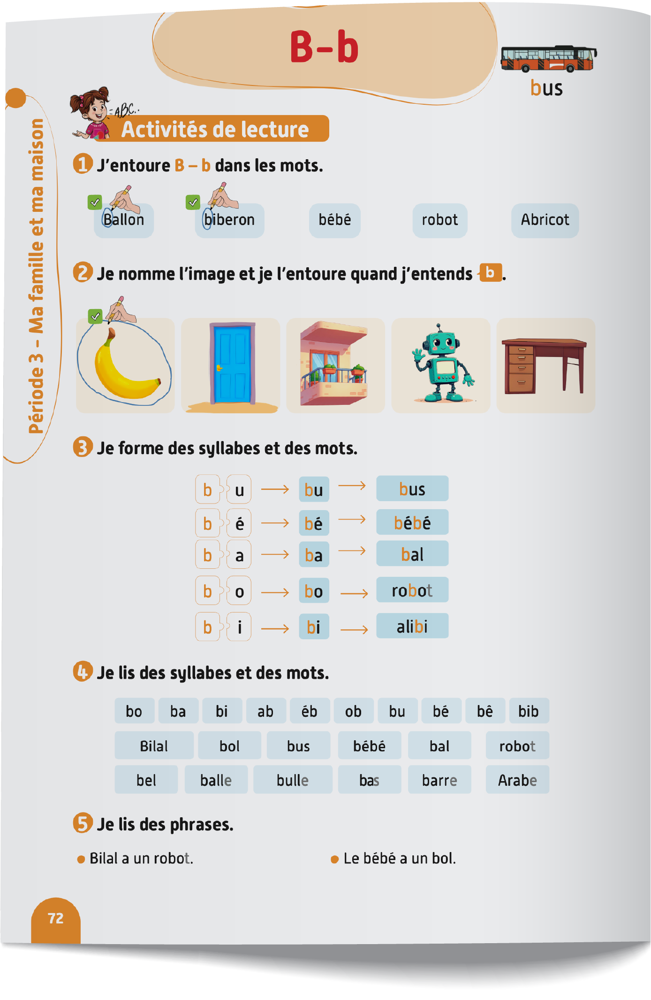 B-b
bus
A.B.C..
Activités de lecture
Période 3 - Ma famille et ma maison
1 J'entoure B – b dans les mots.
Ballon biberon bébé robot Abricot
2 Je nomme l'image et je l'entoure quand j'entends b.
3 Je forme des syllabes et des mots.
b u bu bus
b é bé bébé
b a ba bal
b o bo robot
b i bi alibi
4 Je lis des syllabes et des mots.
bo ba bi ab éb ob bu bé bê bib
Bilal bol bus bébé bal robot
bel balle bulle bas barre Arabe
5 Je lis des phrases.
Bilal a un robot. Le bébé a un bol.
72